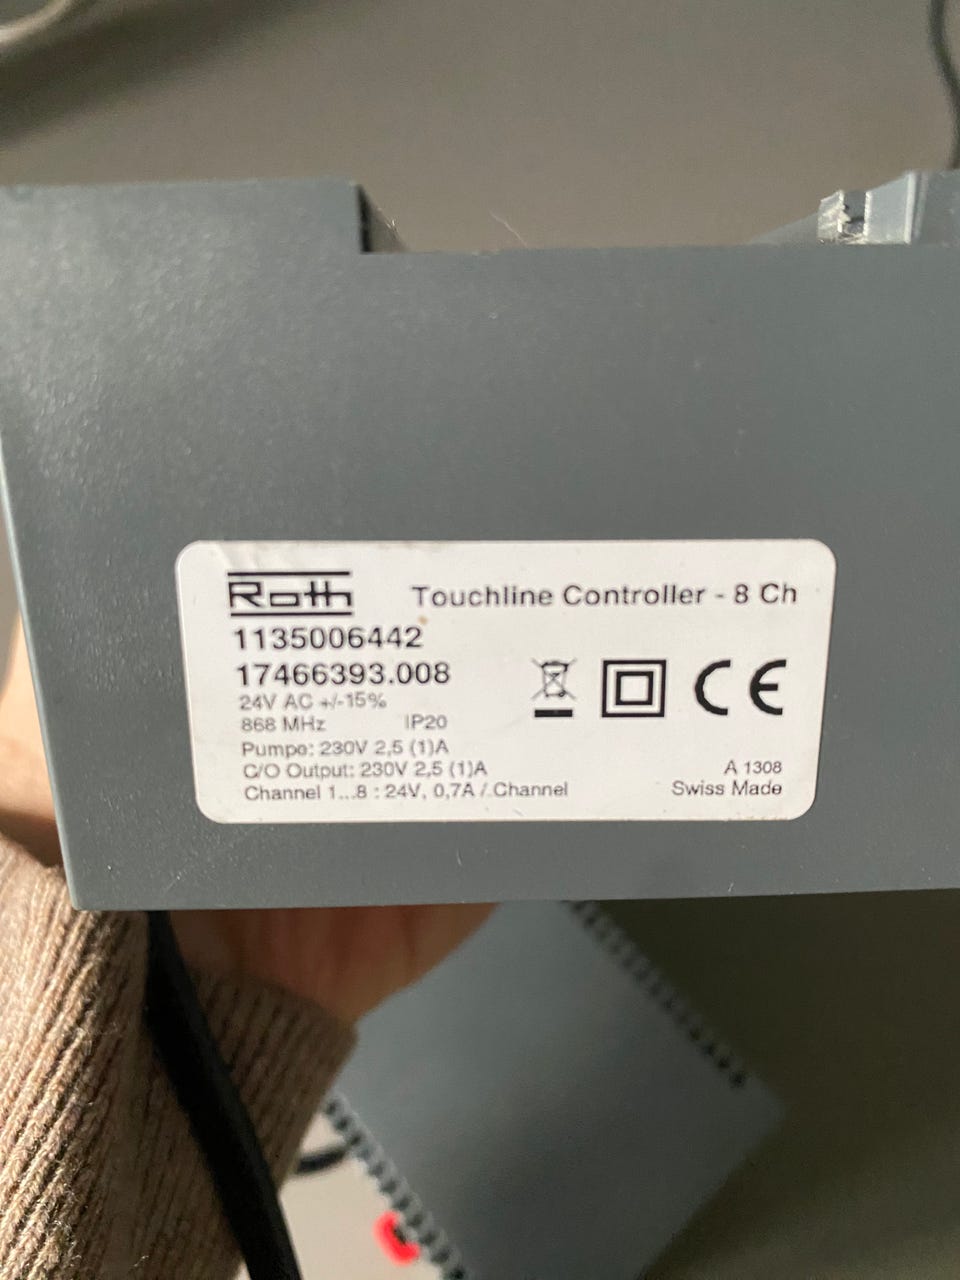 Roth
Touchline Controller - 8 Ch
1135006442
17466393.008
24V AC +/-15%
868 MHz IP20
Pumpe: 230V 2,5 (1)A
C/O Output: 230V 2,5 (1)A
Channel 1...8 : 24V, 0,7A / Channel
CE
A 1308
Swiss Made